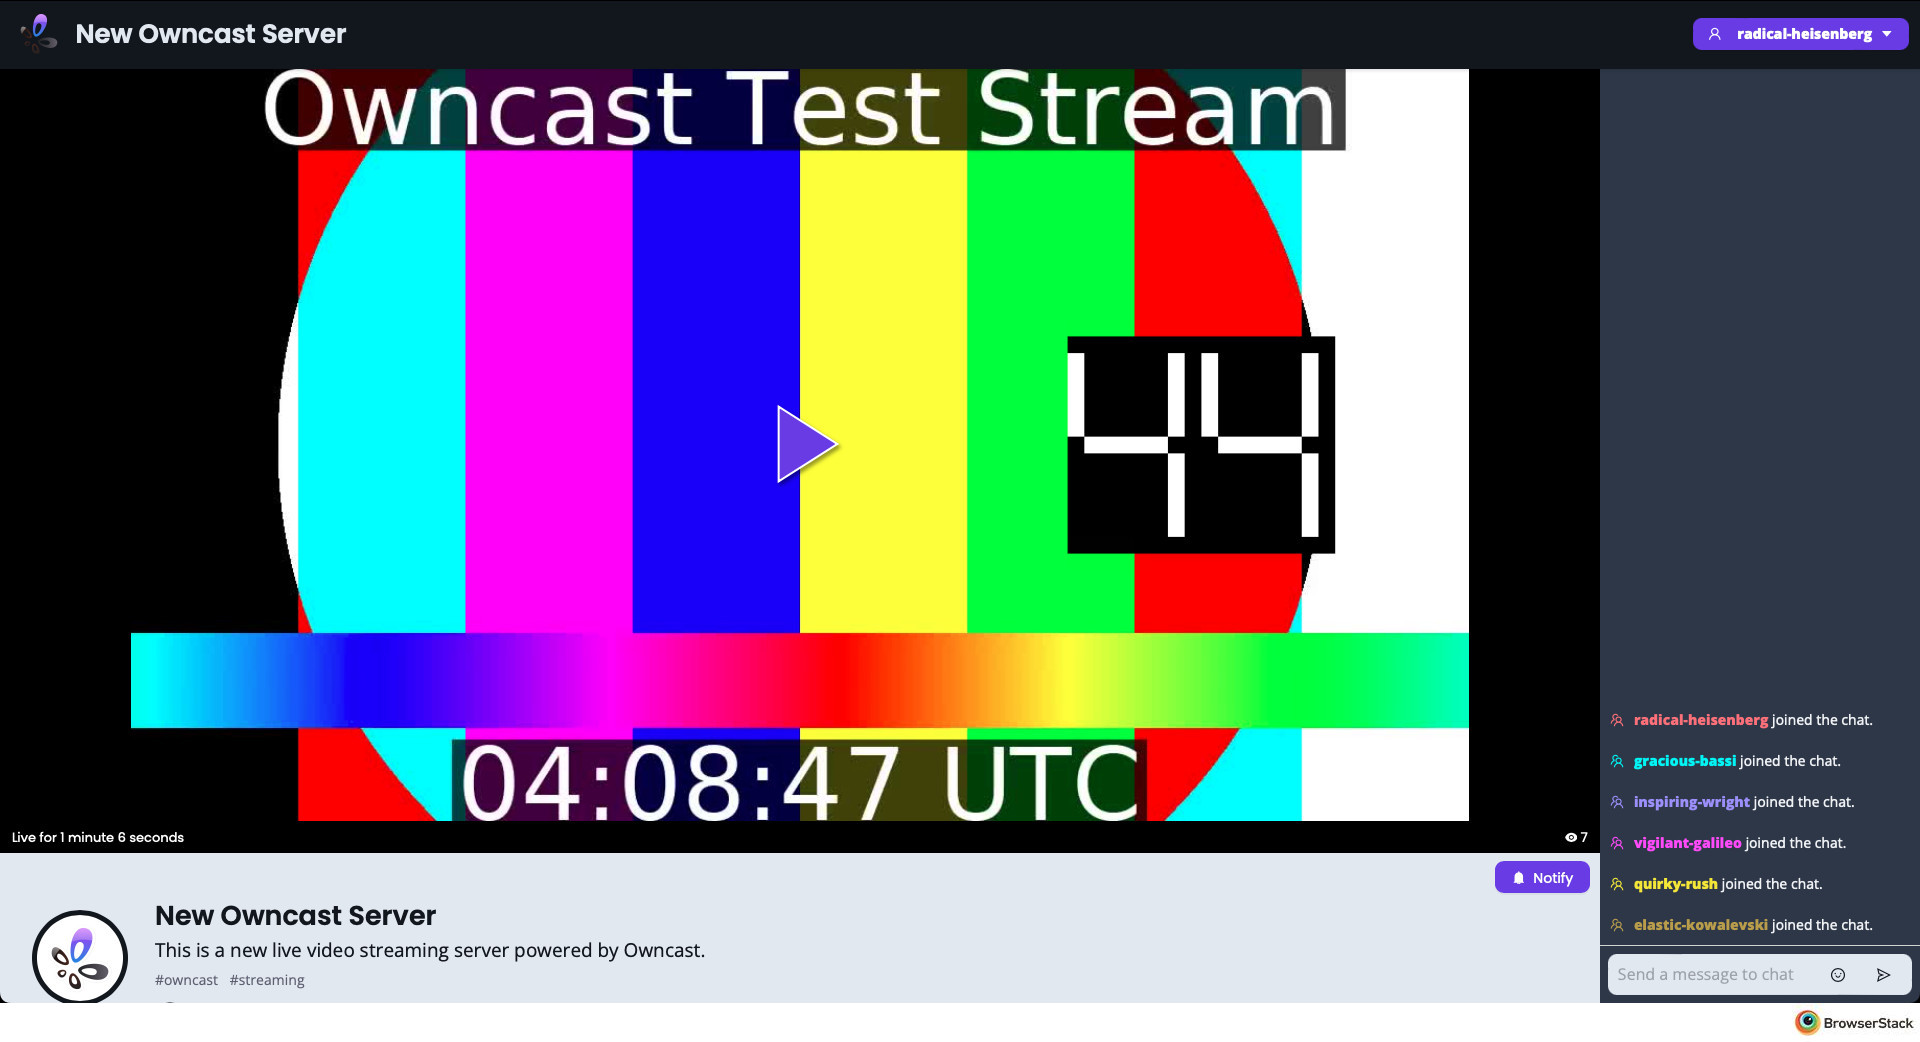 New Owncast Server
radical-heisenberg
Owncast Test Stream
44
04:08:47 UTC
Live for 1 minute 6 seconds
7
Notify
New Owncast Server
This is a new live video streaming server powered by Owncast.
#owncast #streaming
radical-heisenberg joined the chat.
gracious-bassi joined the chat.
inspiring-wright joined the chat.
vigilant-galileo joined the chat.
quirky-rush joined the chat.
elastic-kowalevski joined the chat.
Send a message to chat
BrowserStack